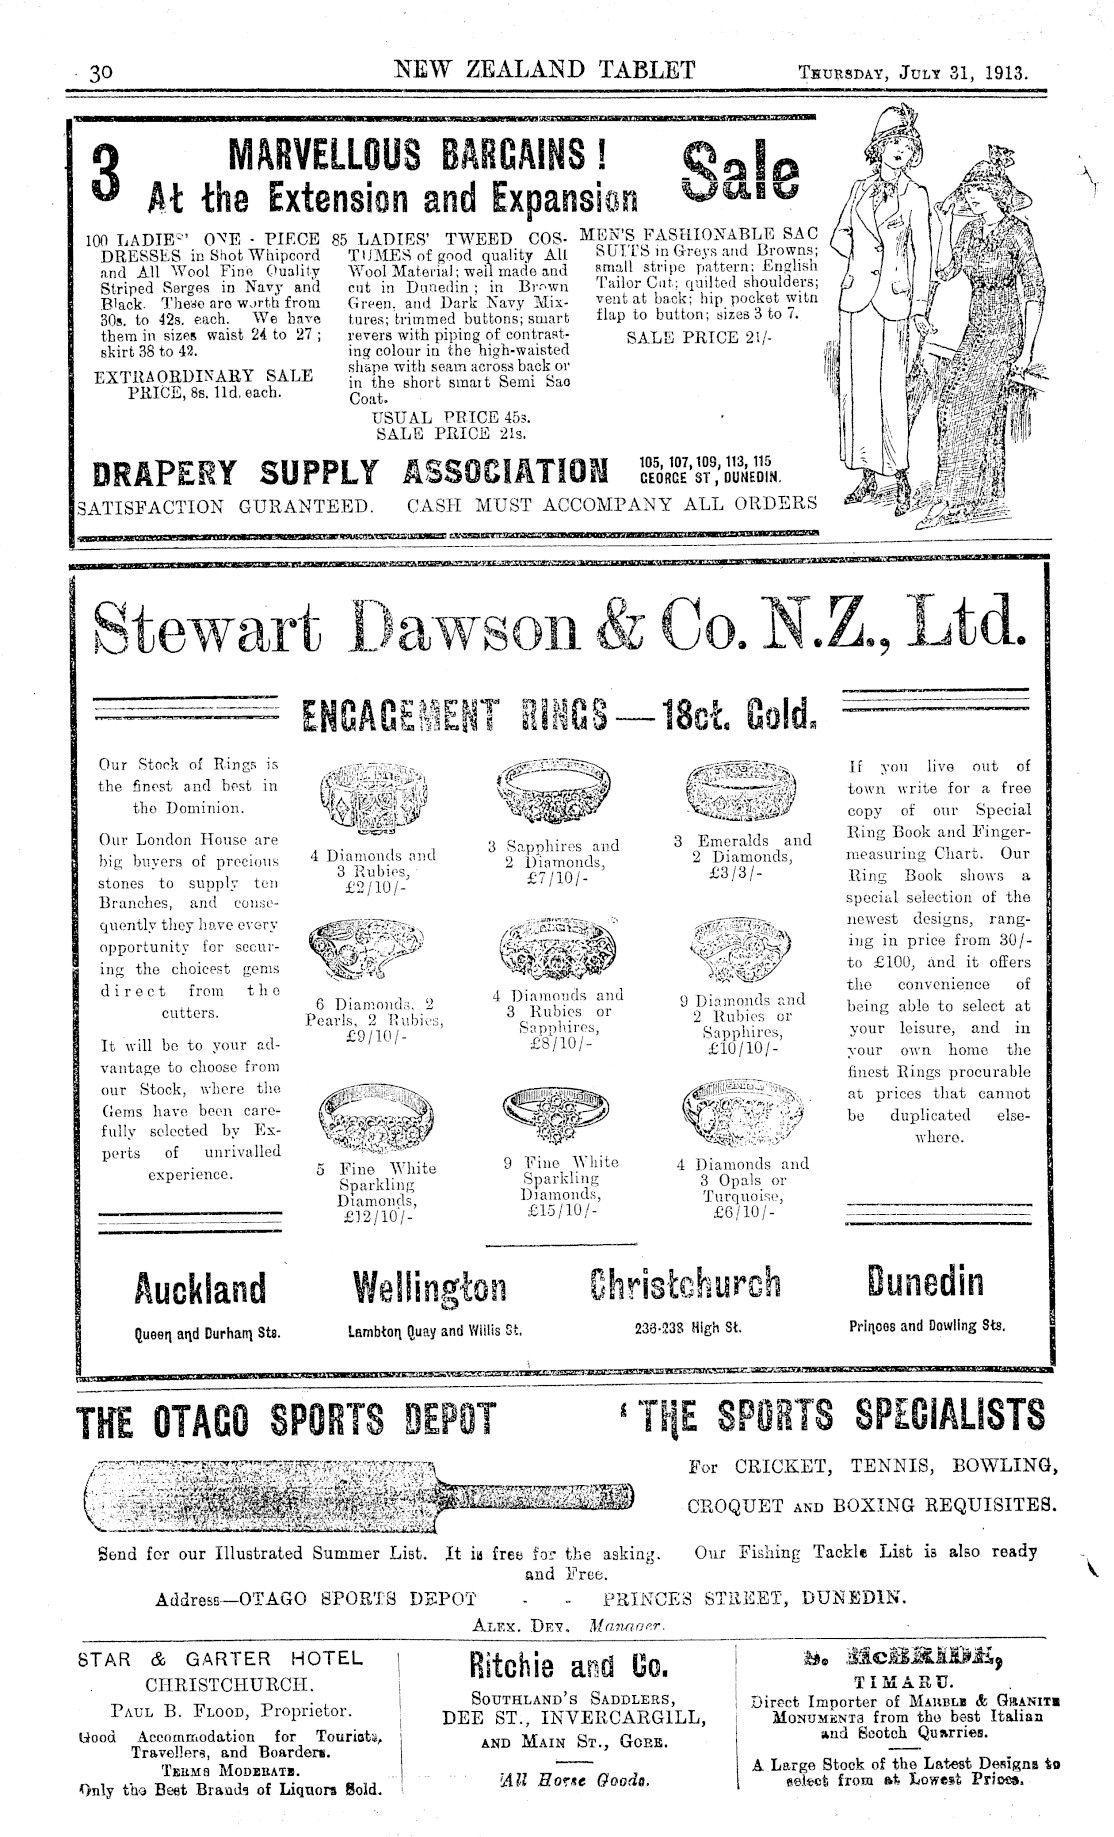 30
NEW ZEALAND TABLET
THURSDAY, JULY 31, 1913.
3
MARVELLOUS BARGAINS!
At the Extension and Expansion
Sale
100 LADIES' ONE - PIECE
DRESSES in Shot Whipcord
and All Wool Fine Quality
Striped Serges in Navy and
Black. These are worth from
30s. to 42s. each. We have
them in sizes waist 24 to 27;
skirt 38 to 42.
EXTRAORDINARY SALE
PRICE, 8s. 11d. each.
85 LADIES' TWEED COS-
TUMES of good quality All
Wool Material; well made and
cut in Dunedin; in Brown
Green, and Dark Navy Mix-
tures; trimmed buttons; smart
revers with piping of contrast-
ing colour in the high-waisted
shape with seam across back or
in the short smart Semi Sac
Coat.
USUAL PRICE 45s.
SALE PRICE 21s.
MEN'S FASHIONABLE SAC
SUITS in Greys and Browns;
small stripe pattern; English
Tailor Cut; quilted shoulders;
vent at back; hip pocket with
flap to button; sizes 3 to 7.
SALE PRICE 21/-
DRAPERY SUPPLY ASSOCIATION
105, 107, 109, 113, 115
GEORGE ST, DUNEDIN.
SATISFACTION GURANTEED. CASH MUST ACCOMPANY ALL ORDERS
Stewart Dawson & Co. N.Z., Ltd.
ENGAGEMENT RINGS — 18ct. Gold.
Our Stock of Rings is
the finest and best in
the Dominion.
Our London House are
big buyers of precious
stones to supply ten
Branches, and conse-
quently they have every
opportunity for secur-
ing the choicest gems
direct from the
cutters.
It will be to your ad-
vantage to choose from
our Stock, where the
Gems have been care-
fully selected by Ex-
perts of unrivalled
experience.
4 Diamonds and
3 Rubies,
£2/10/-
3 Sapphires and
2 Diamonds,
£7/10/-
3 Emeralds and
2 Diamonds,
£3/3/-
6 Diamonds, 2
Pearls, 2 Rubies,
£9/10/-
4 Diamonds and
3 Rubies or
Sapphires,
£8/10/-
9 Diamonds and
2 Rubies or
Sapphires,
£10/10/-
5 Fine White
Sparkling
Diamonds,
£12/10/-
9 Fine White
Sparkling
Diamonds,
£15/10/-
4 Diamonds and
3 Opals or
Turquoise,
£6/10/-
If you live out of
town write for a free
copy of our Special
Ring Book and Finger-
measuring Chart. Our
Ring Book shows a
special selection of the
newest designs, rang-
ing in price from 30/-
to £100, and it offers
the convenience of
being able to select at
your leisure, and in
your own home the
finest Rings procurable
at prices that cannot
be duplicated else-
where.
Auckland
Queen and Durham Sts.
Wellington
Lambton Quay and Willis St.
Christchurch
236-238 High St.
Dunedin
Princes and Dowling Sts.
THE OTAGO SPORTS DEPOT
‘ THE SPORTS SPECIALISTS
For CRICKET, TENNIS, BOWLING,
CROQUET AND BOXING REQUISITES.
Send for our Illustrated Summer List. It is free for the asking. Our Fishing Tackle List is also ready
and Free.
Address—OTAGO SPORTS DEPOT - - PRINCES STREET, DUNEDIN.
ALEX. DEY, Manager.
STAR & GARTER HOTEL
CHRISTCHURCH.
PAUL B. FLOOD, Proprietor.
Good Accommodation for Tourists,
Travellers, and Boarders.
TERMS MODERATE.
Only the Best Brands of Liquors Sold.
Ritchie and Co.
SOUTHLAND'S SADDLERS,
DEE ST., INVERCARGILL,
AND MAIN ST., GORE.
All Horse Goods.
McBRIDE,
TIMARU.
Direct Importer of MARBLE & GRANITE
MONUMENTS from the best Italian
and Scotch Quarries.
A Large Stock of the Latest Designs to
select from at Lowest Prices.